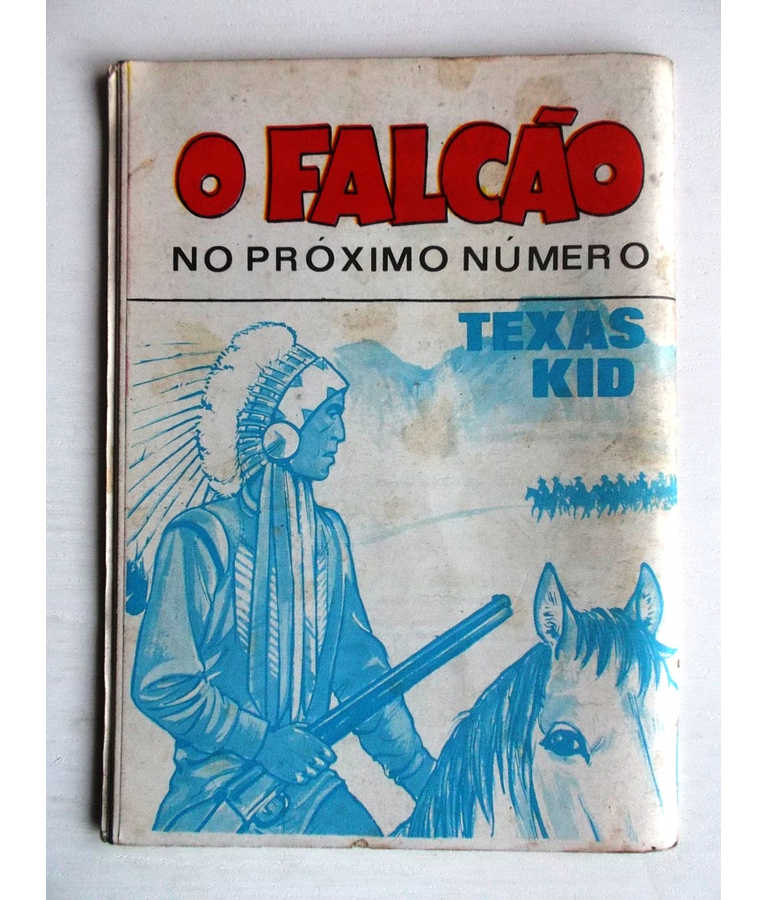 O FALCÃO
NO PRÓXIMO NÚMERO
TEXAS
KID